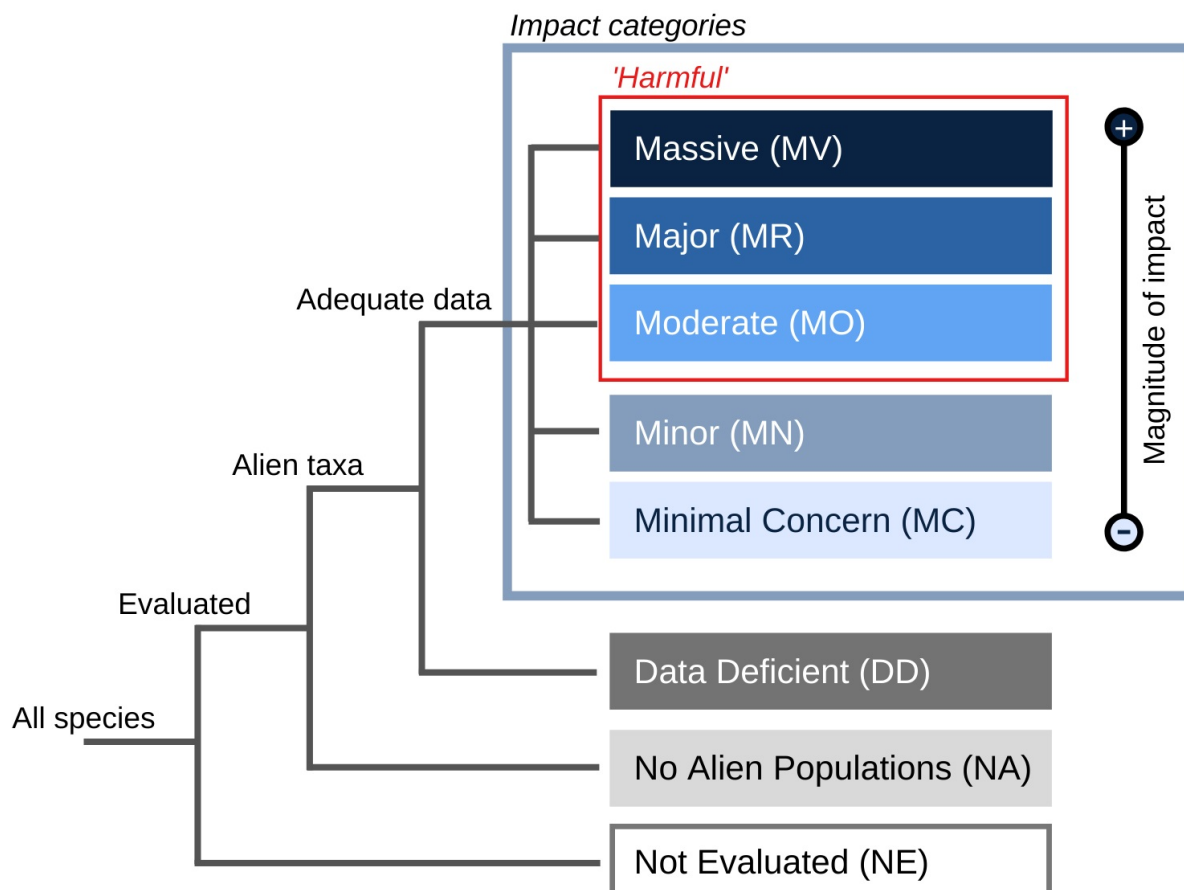 Impact categories
'Harmful'
Massive (MV)
+
Major (MR)
Adequate data
Moderate (MO)
Magnitude of impact
Minor (MN)
Alien taxa
Minimal Concern (MC)
-
Evaluated
Data Deficient (DD)
All species
No Alien Populations (NA)
Not Evaluated (NE)